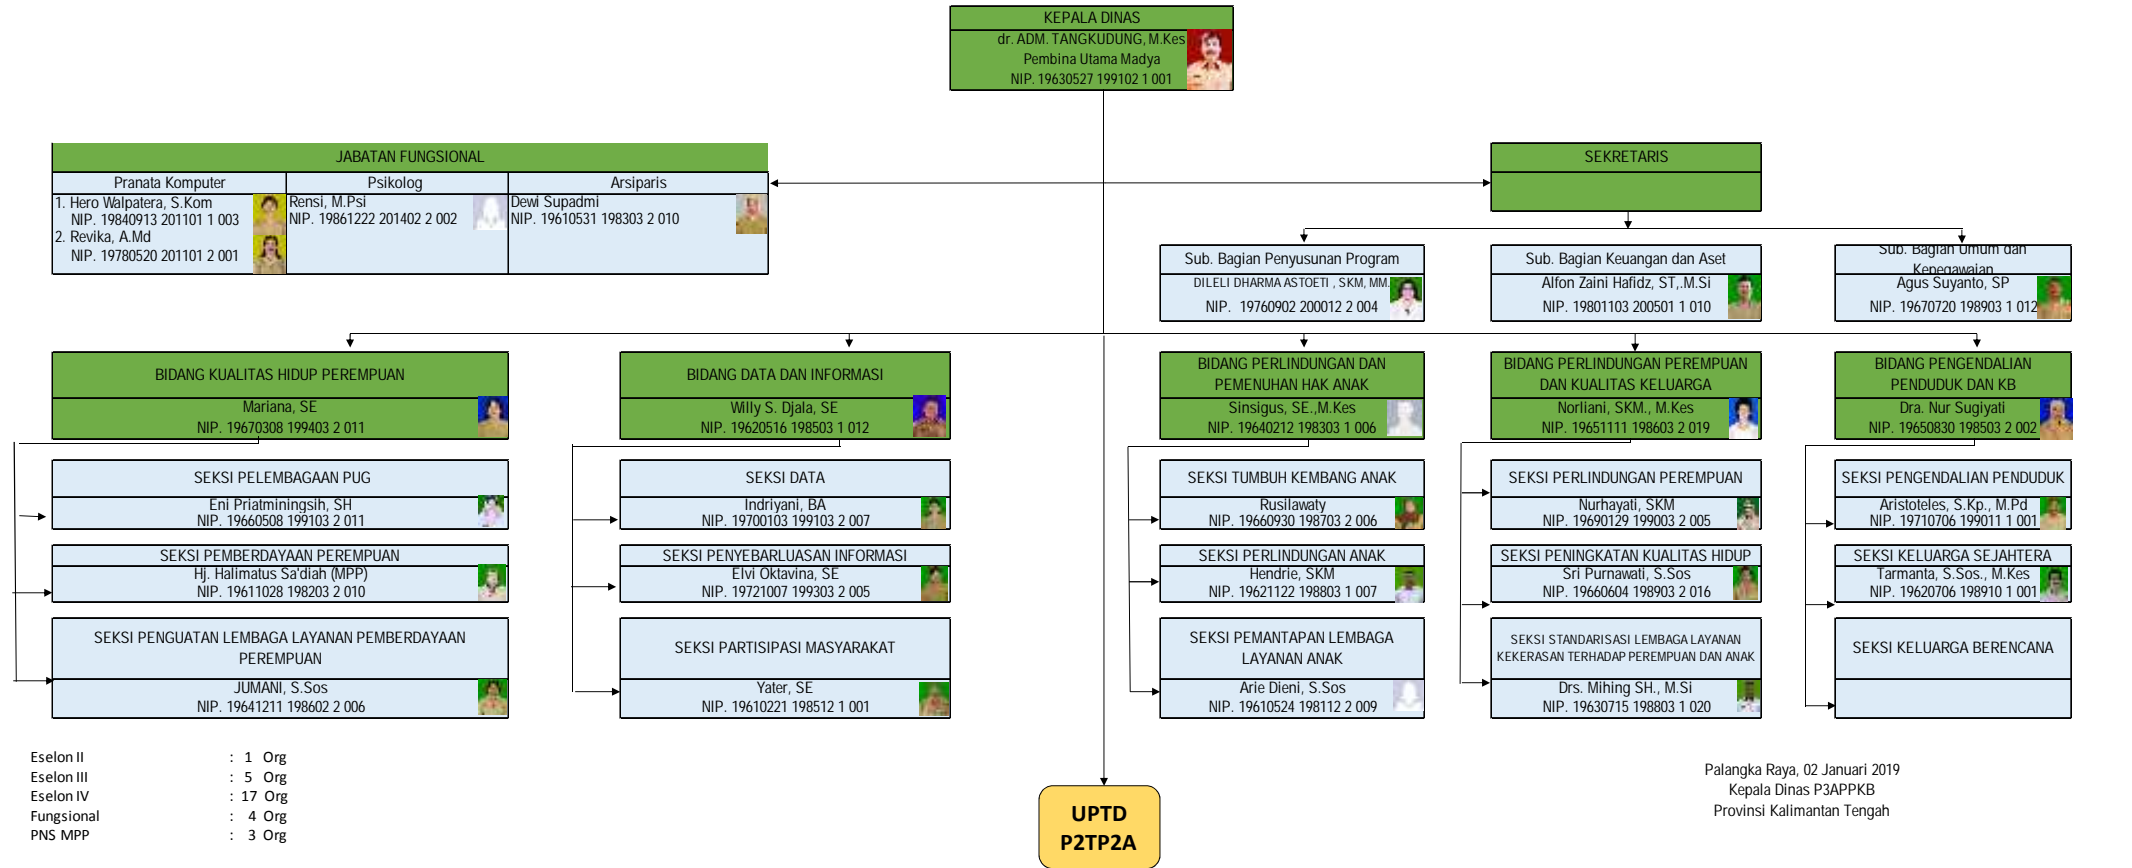 KEPALA DINAS
dr. ADM. TANGKUDUNG, M.Kes
Pembina Utama Madya
NIP. 19630527 199102 1 001
JABATAN FUNGSIONAL
Pranata Komputer
Psikolog
Arsiparis
1. Hero Walpatera, S.Kom
NIP. 19840913 201101 1 003
2. Revika, A.Md
NIP. 19780520 201101 2 001
Rensi, M.Psi
NIP. 19861222 201402 2 002
Dewi Supadmi
NIP. 19610531 198303 2 010
SEKRETARIS
Sub. Bagian Penyusunan Program
DILELI DHARMA ASTOETI , SKM, MM.
NIP. 19760902 200012 2 004
Sub. Bagian Keuangan dan Aset
Alfon Zaini Hafidz, ST,.M.Si
NIP. 19801103 200501 1 010
Sub. Bagian Umum dan
Kepegawaian
Agus Suyanto, SP
NIP. 19670720 198903 1 012
BIDANG KUALITAS HIDUP PEREMPUAN
Mariana, SE
NIP. 19670308 199403 2 011
SEKSI PELEMBAGAAN PUG
Eni Priatminingsih, SH
NIP. 19660508 199103 2 011
SEKSI PEMBERDAYAAN PEREMPUAN
Hj. Halimatus Sa'diah (MPP)
NIP. 19611028 198203 2 010
SEKSI PENGUATAN LEMBAGA LAYANAN PEMBERDAYAAN
PEREMPUAN
JUMANI, S.Sos
NIP. 19641211 198602 2 006
BIDANG DATA DAN INFORMASI
Willy S. Djala, SE
NIP. 19620516 198503 1 012
SEKSI DATA
Indriyani, BA
NIP. 19700103 199103 2 007
SEKSI PENYEBARLUASAN INFORMASI
Elvi Oktavina, SE
NIP. 19721007 199303 2 005
SEKSI PARTISIPASI MASYARAKAT
Yater, SE
NIP. 19610221 198512 1 001
BIDANG PERLINDUNGAN DAN
PEMENUHAN HAK ANAK
Sinsigus, SE.,M.Kes
NIP. 19640212 198303 1 006
SEKSI TUMBUH KEMBANG ANAK
Rusilawaty
NIP. 19660930 198703 2 006
SEKSI PERLINDUNGAN ANAK
Hendrie, SKM
NIP. 19621122 198803 1 007
SEKSI PEMANTAPAN LEMBAGA
LAYANAN ANAK
Arie Dieni, S.Sos
NIP. 19610524 198112 2 009
BIDANG PERLINDUNGAN PEREMPUAN
DAN KUALITAS KELUARGA
Norliani, SKM., M.Kes
NIP. 19651111 198603 2 019
SEKSI PERLINDUNGAN PEREMPUAN
Nurhayati, SKM
NIP. 19690129 199003 2 005
SEKSI PENINGKATAN KUALITAS HIDUP
Sri Purnawati, S.Sos
NIP. 19660604 198903 2 016
SEKSI STANDARISASI LEMBAGA LAYANAN
KEKERASAN TERHADAP PEREMPUAN DAN ANAK
Drs. Mihing SH., M.Si
NIP. 19630715 198803 1 020
BIDANG PENGENDALIAN
PENDUDUK DAN KB
Dra. Nur Sugiyati
NIP. 19650830 198503 2 002
SEKSI PENGENDALIAN PENDUDUK
Aristoteles, S.Kp., M.Pd
NIP. 19710706 199011 1 001
SEKSI KELUARGA SEJAHTERA
Tarmanta, S.Sos., M.Kes
NIP. 19620706 198910 1 001
SEKSI KELUARGA BERENCANA
Eselon II : 1 Org
Eselon III : 5 Org
Eselon IV : 17 Org
Fungsional : 4 Org
PNS MPP : 3 Org
UPTD
P2TP2A
Palangka Raya, 02 Januari 2019
Kepala Dinas P3APPKB
Provinsi Kalimantan Tengah